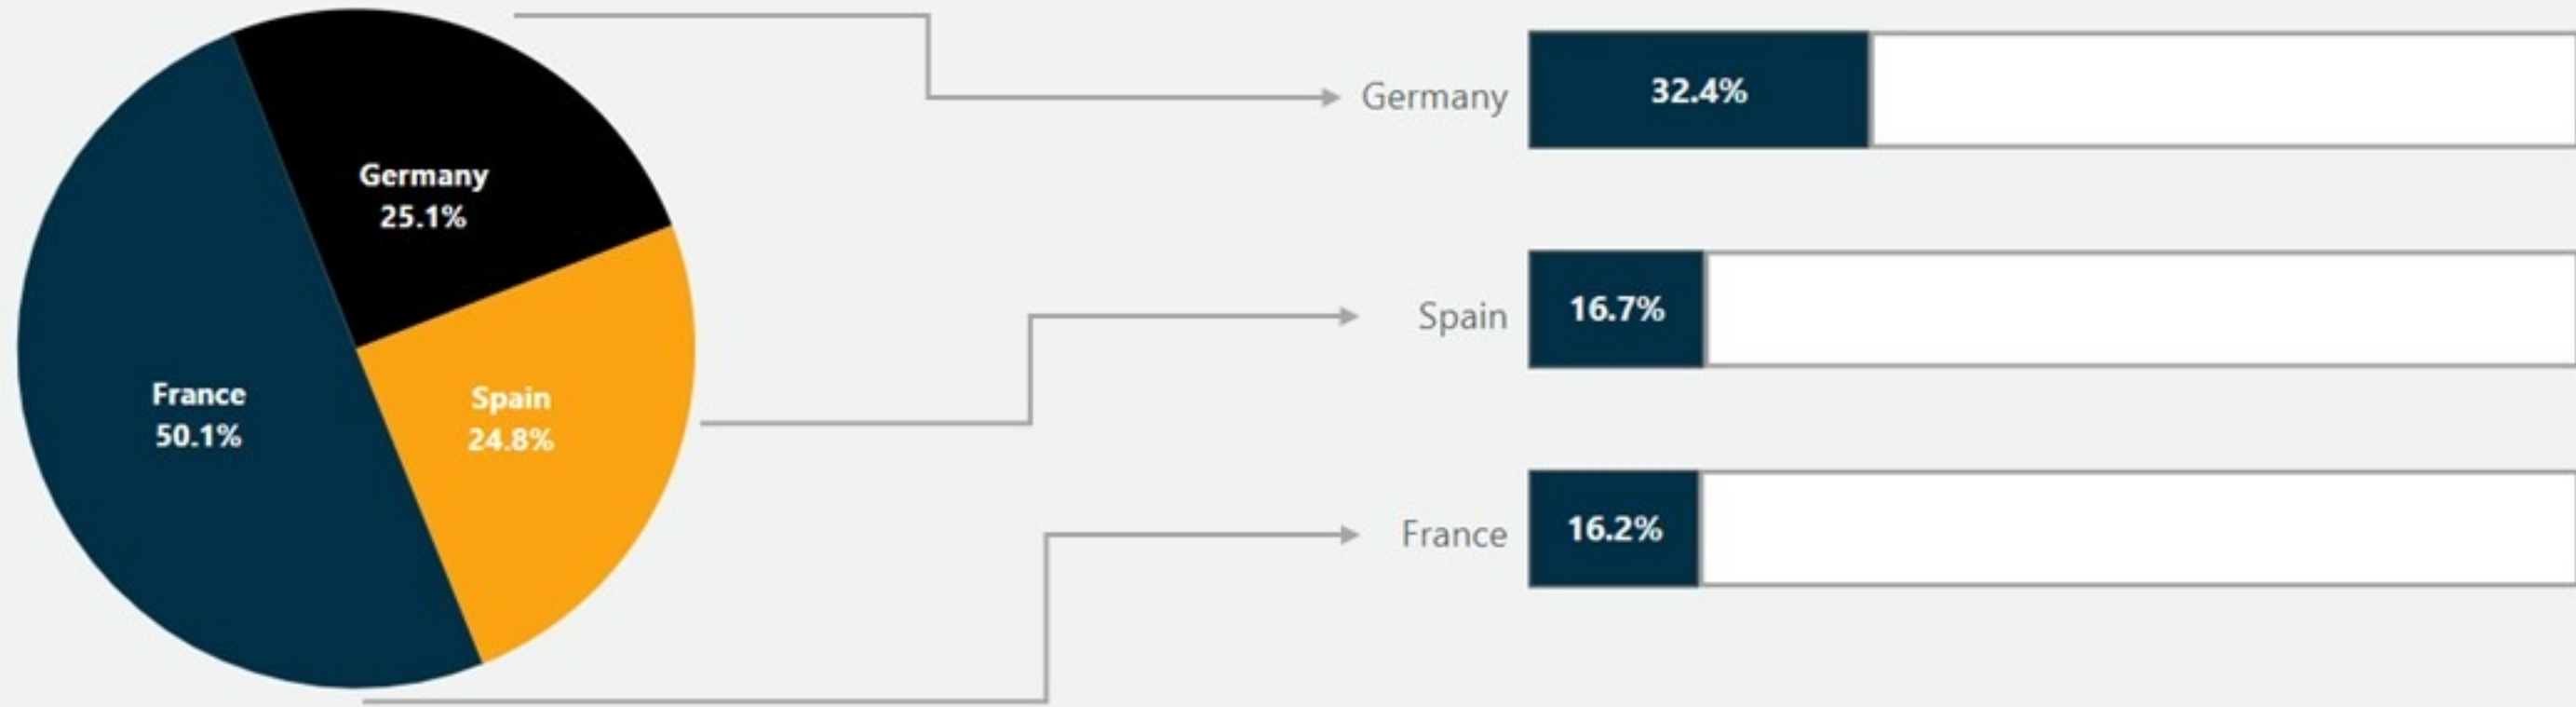 Germany
25.1%
France
50.1%
Spain
24.8%
Germany
32.4%
Spain
16.7%
France
16.2%